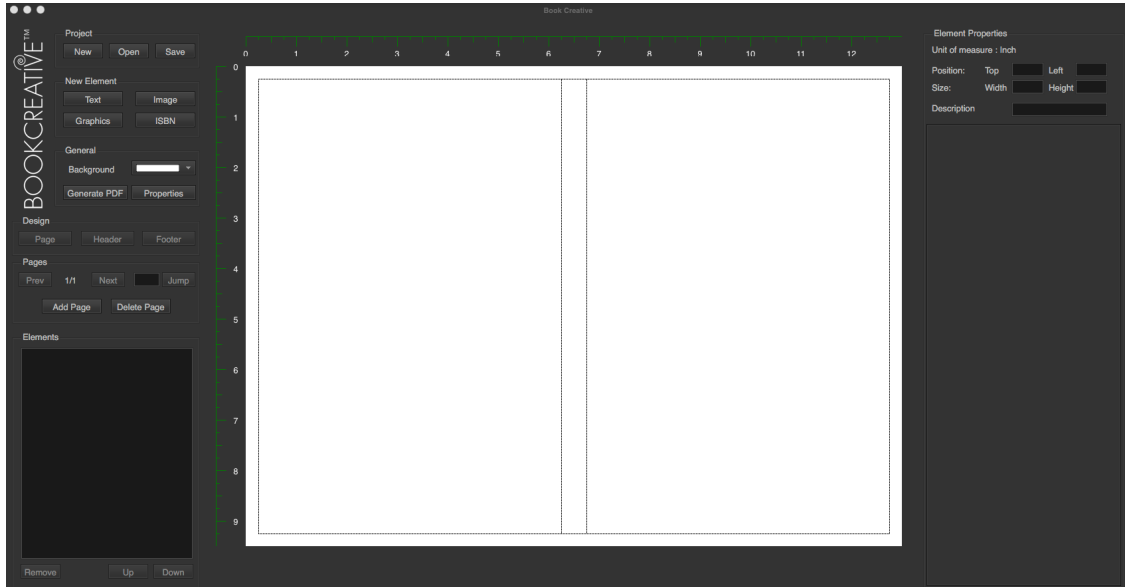 Book Creative
BOOKCREATIVE™
Project
New Open Save
New Element
Text Image
Graphics ISBN
General
Background
Generate PDF Properties
Design
Page Header Footer
Pages
Prev 1/1 Next Jump
Add Page Delete Page
Elements
Remove Up Down
0 1 2 3 4 5 6 7 8 9 10 11 12
0
1
2
3
4
5
6
7
8
9
Element Properties
Unit of measure : Inch
Position: Top Left
Size: Width Height
Description